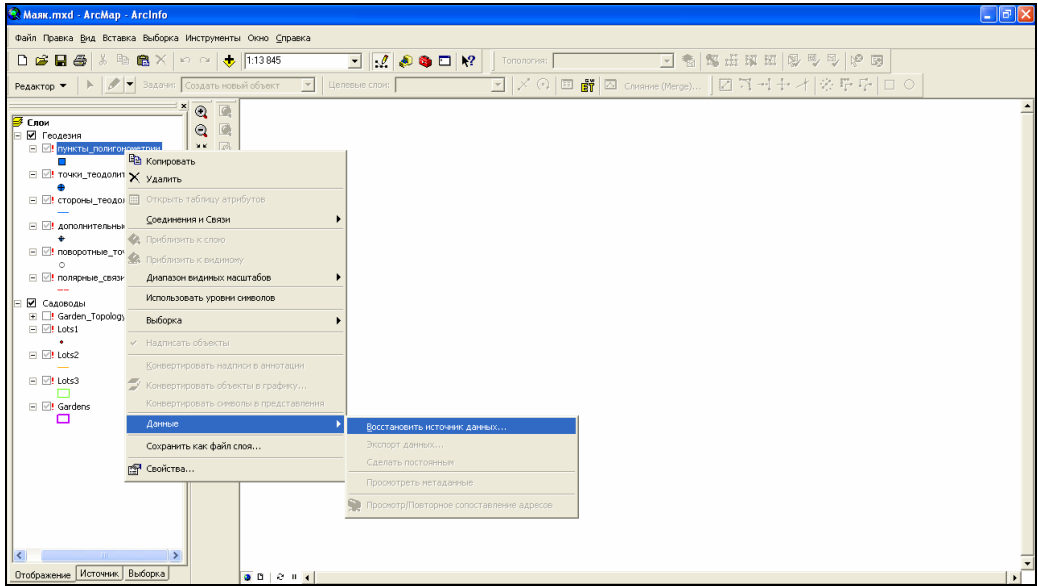 Маяк.mxd - ArcMap - ArcInfo
Файл Правка Вид Вставка Выборка Инструменты Окно Справка
1:13 845
Топология:
Редактор
Задачи:
Создать новый объект
Целевые слои:
Слияние (Merge)...
Слои
Геодезия
пункты_полигонометрии
точки_теодолит
стороны_теодо
дополнительны
поворотные_точ
полярные_связи
Садоводы
Garden_Topology
Lots1
Lots2
Lots3
Gardens
Копировать
Удалить
Открыть таблицу атрибутов
Соединения и Связи
Приблизить к слою
Приблизить к видимому
Диапазон видимых масштабов
Использовать уровни символов
Выборка
Надписать объекты
Конвертировать надписи в аннотации
Конвертировать объекты в графику...
Конвертировать символы в представления
Данные
Сохранить как файл слоя...
Свойства...
Восстановить источник данных...
Экспорт данных...
Сделать постоянным
Просмотреть метаданные
Просмотр/Повторное сопоставление адресов
Отображение Источник Выборка